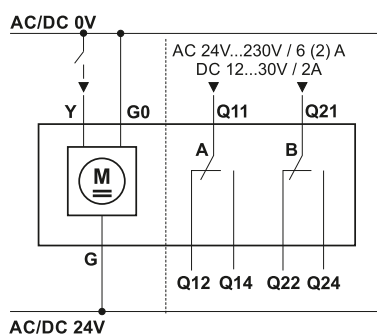 AC/DC 0V
AC 24V...230V / 6 (2) A
DC 12...30V / 2A
Y G0 Q11 Q21
A B
M
G
Q12 Q14 Q22 Q24
AC/DC 24V